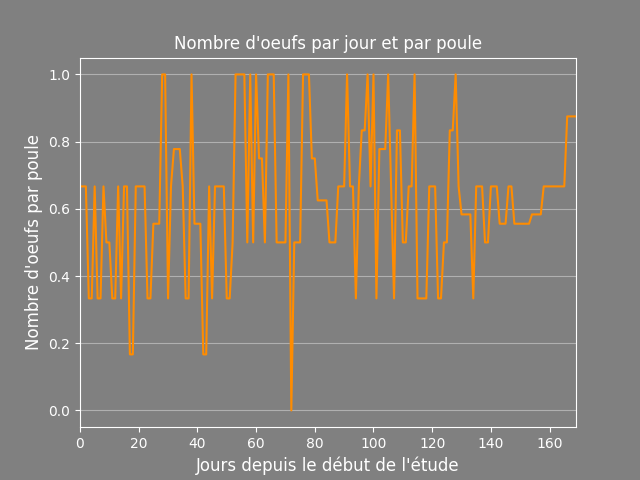 Nombre d'oeufs par jour et par poule
Nombre d'oeufs par poule
1.0
0.8
0.6
0.4
0.2
0.0
0 20 40 60 80 100 120 140 160
Jours depuis le début de l'étude